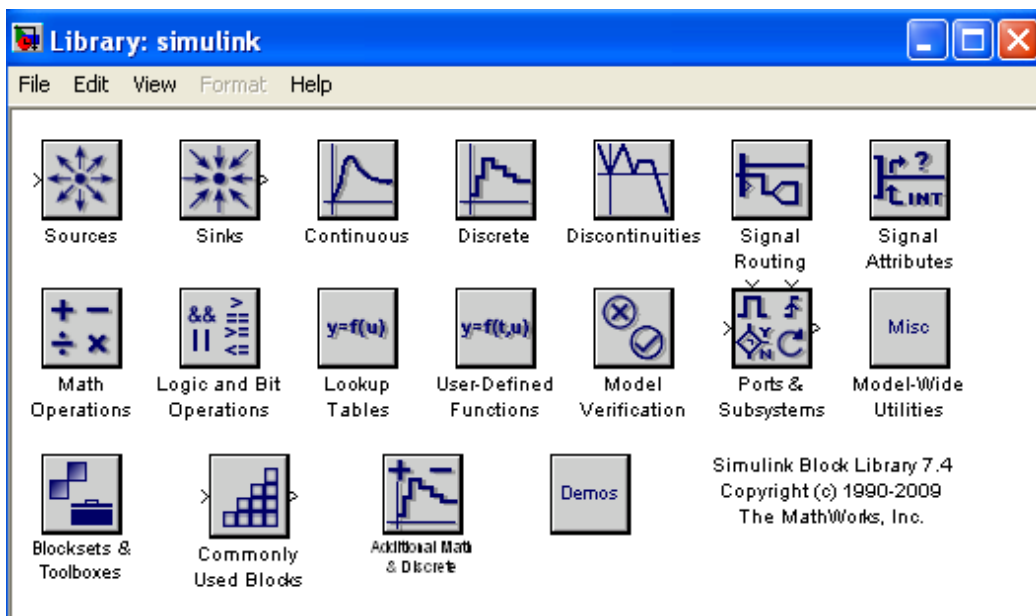 Library: simulink
File Edit View Format Help
Sources Sinks Continuous Discrete Discontinuities Signal Routing Signal Attributes
? INT
+ − ÷ × && || > == >= <= y=f(u) y=f(t,u) Y N Misc
Math Operations Logic and Bit Operations Lookup Tables User-Defined Functions Model Verification Ports & Subsystems Model-Wide Utilities
+ − Demos
Blocksets & Toolboxes Commonly Used Blocks Additional Math & Discrete
Simulink Block Library 7.4
Copyright (c) 1990-2009
The MathWorks, Inc.